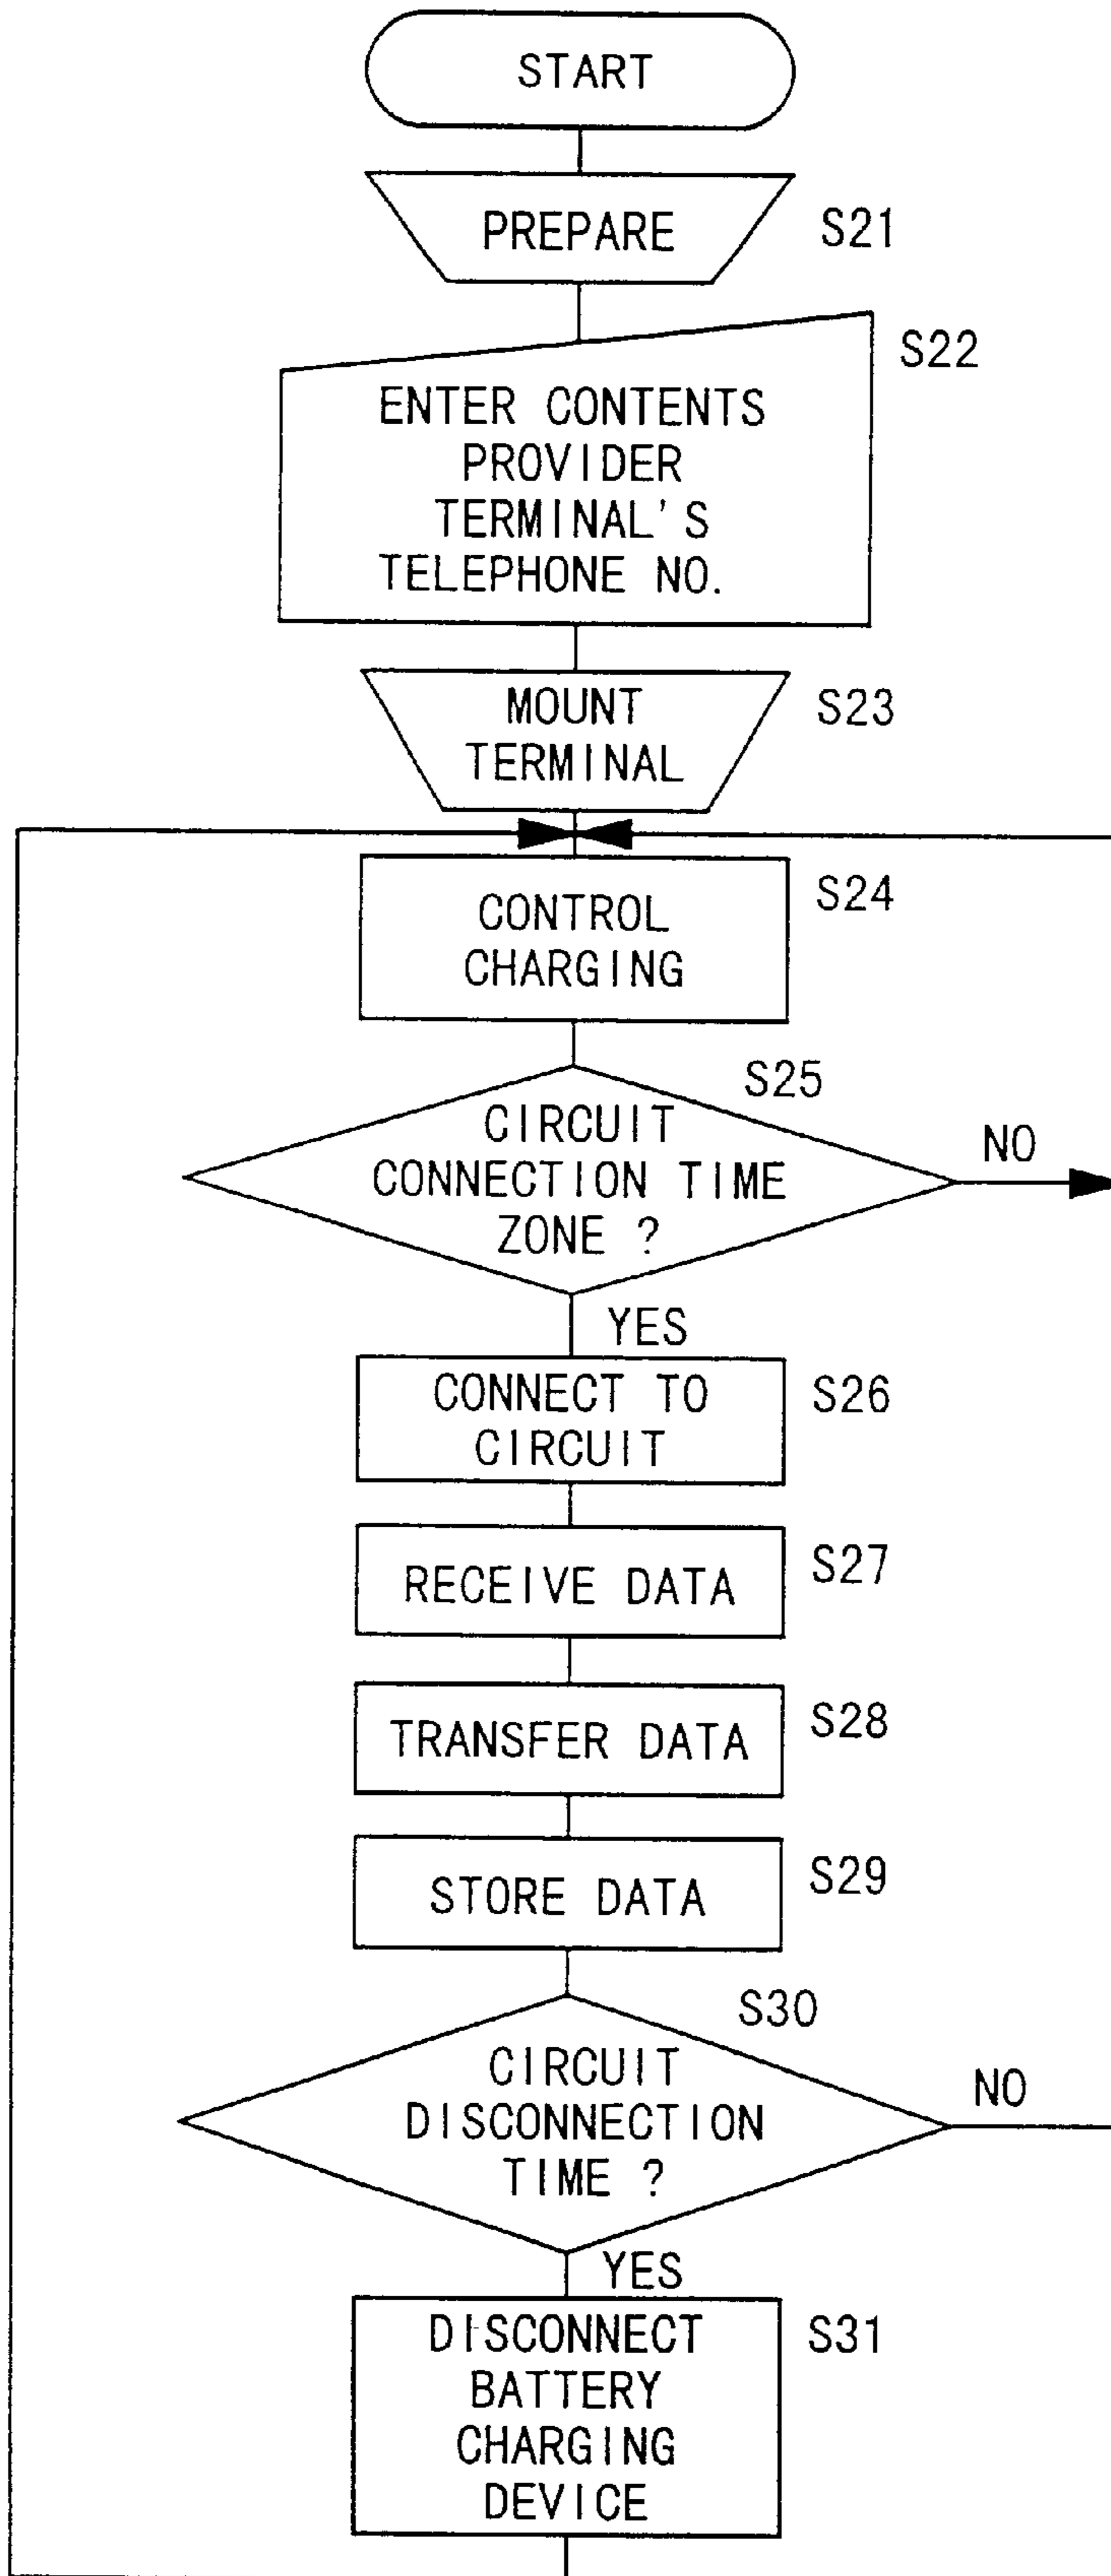 START
PREPARE
S21
S22
ENTER CONTENTS
PROVIDER
TERMINAL'S
TELEPHONE NO.
MOUNT
TERMINAL
S23
CONTROL
CHARGING
S24
S25
CIRCUIT
CONNECTION TIME
ZONE ?
NO
YES
CONNECT TO
CIRCUIT
S26
RECEIVE DATA
S27
TRANSFER DATA
S28
STORE DATA
S29
S30
CIRCUIT
DISCONNECTION
TIME ?
NO
YES
DISCONNECT
BATTERY
CHARGING
DEVICE
S31